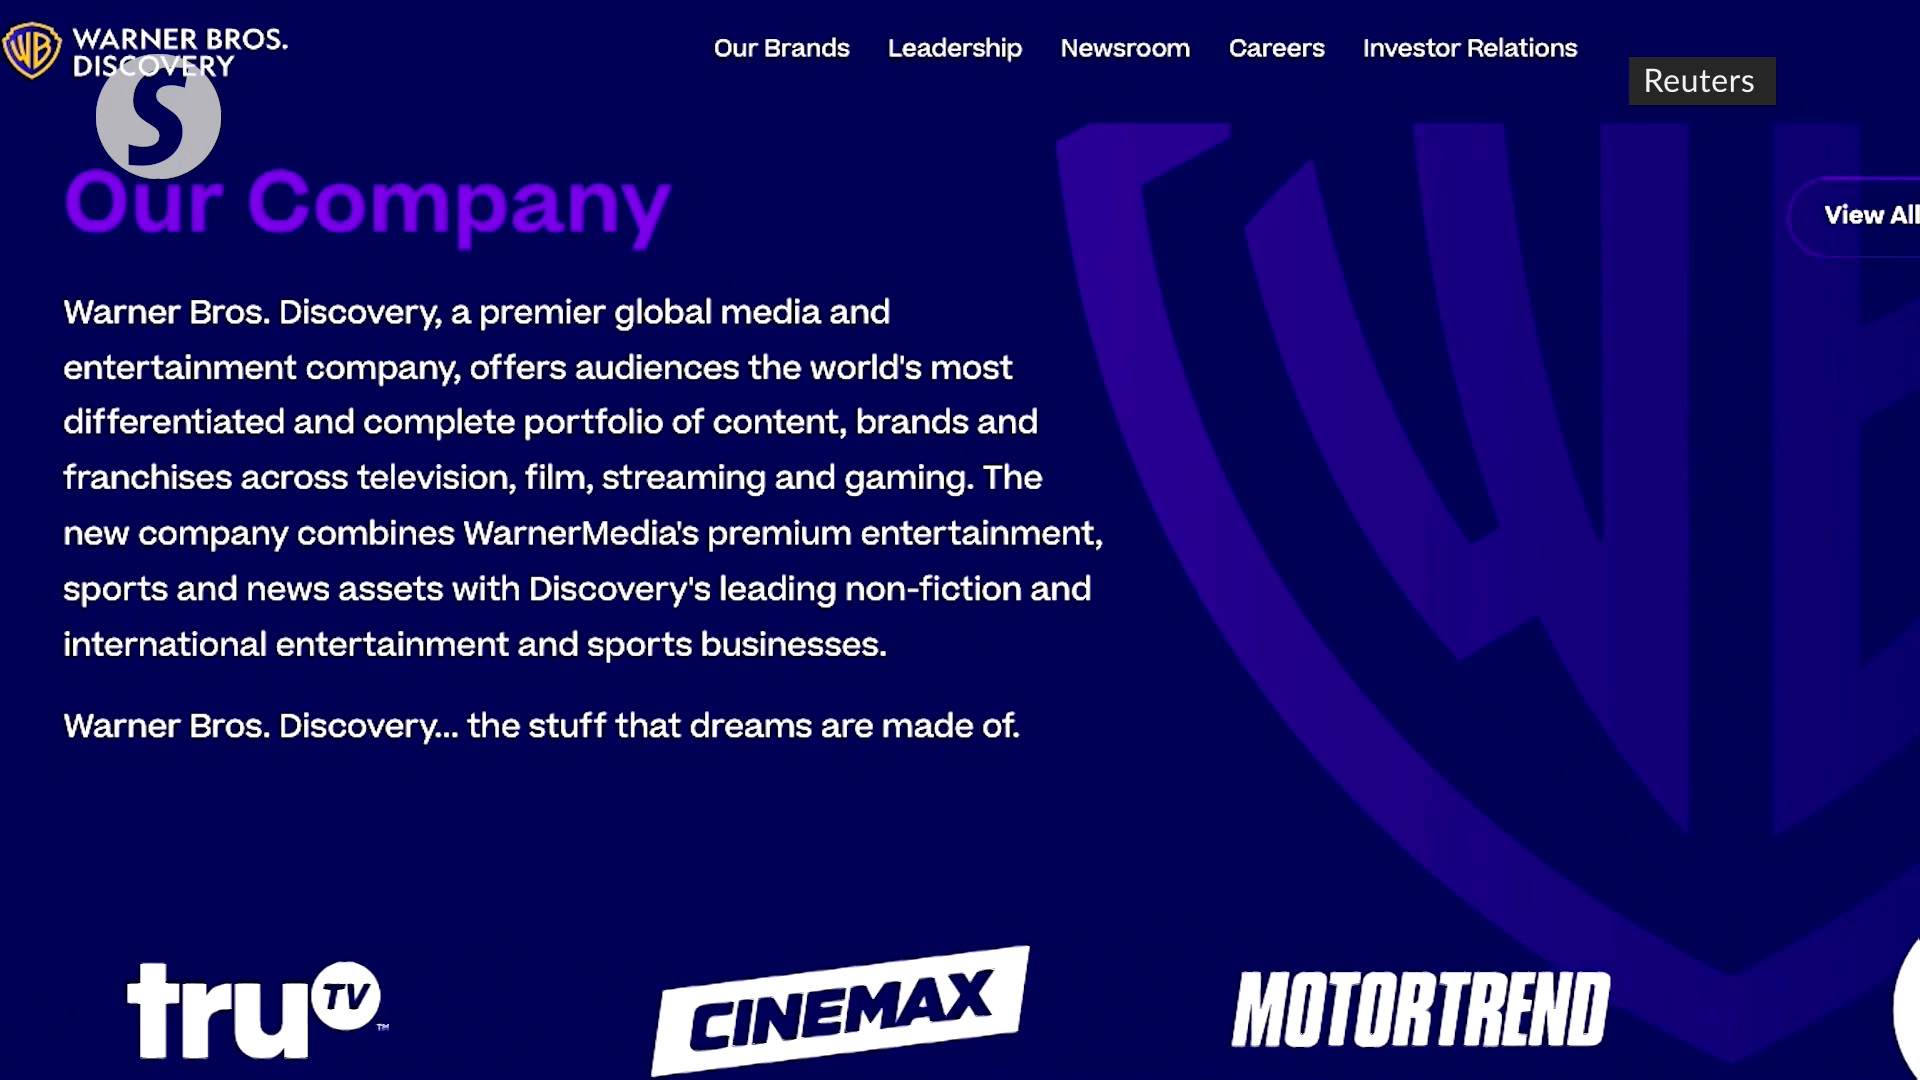 WARNER BROS.
DISCOVERY
Our Brands Leadership Newsroom Careers Investor Relations
Reuters
S
Our Company
View All
Warner Bros. Discovery, a premier global media and
entertainment company, offers audiences the world's most
differentiated and complete portfolio of content, brands and
franchises across television, film, streaming and gaming. The
new company combines WarnerMedia's premium entertainment,
sports and news assets with Discovery's leading non-fiction and
international entertainment and sports businesses.
Warner Bros. Discovery... the stuff that dreams are made of.
truTV™
CINEMAX
MOTORTREND